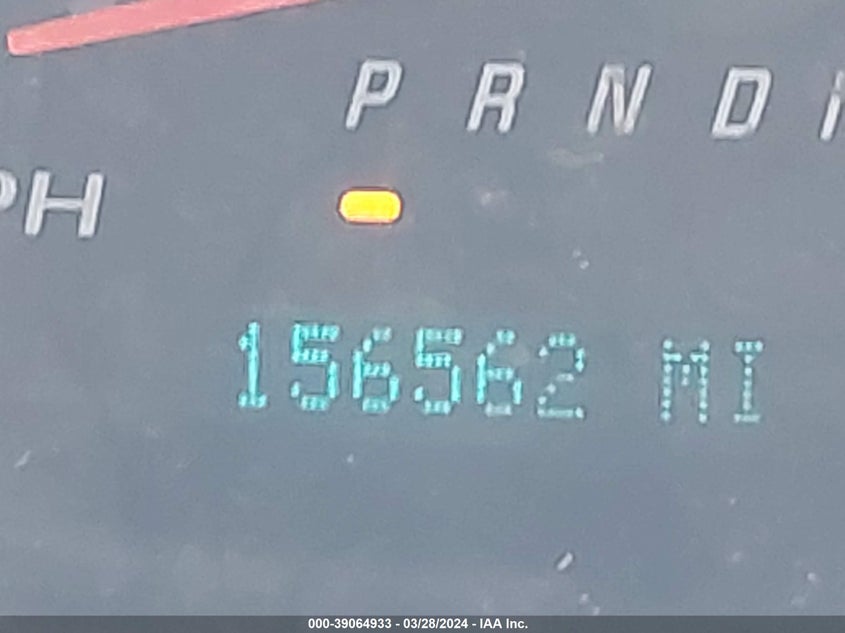 P R N D
PH
156562 MI
000-39064933 - 03/28/2024 - IAA Inc.